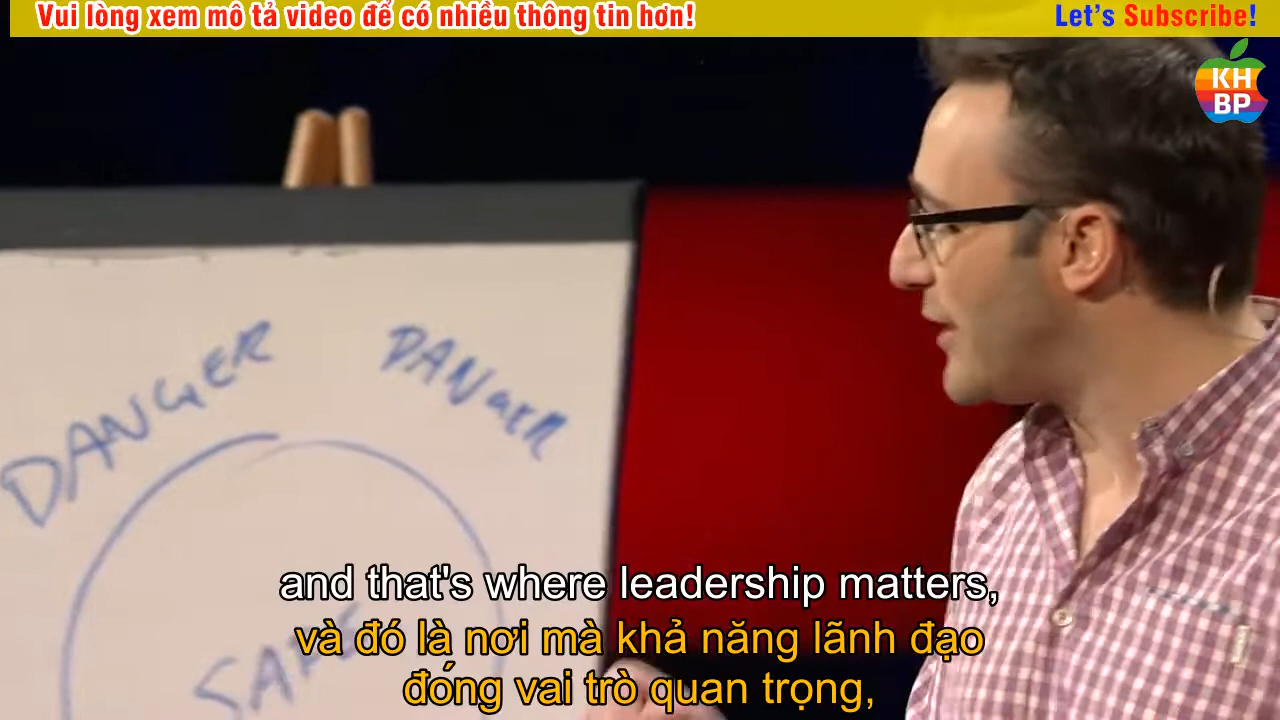 Vui lòng xem mô tả video để có nhiều thông tin hơn!
Let's Subscribe!
KH
BP
DANGER
DANGER
SAFE
and that's where leadership matters,
và đó là nơi mà khả năng lãnh đạo
đóng vai trò quan trọng,